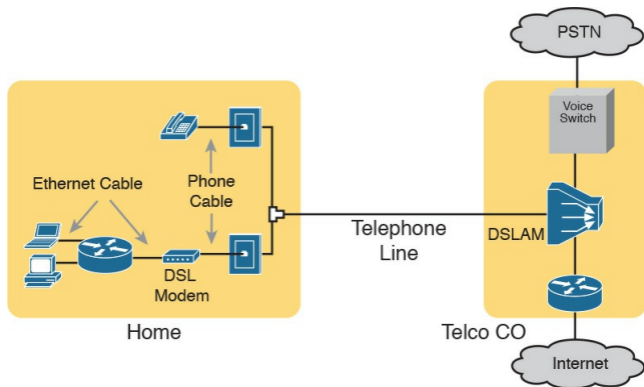 PSTN
Voice
Switch
Ethernet Cable
Phone
Cable
DSL
Modem
Telephone
Line
DSLAM
Home
Telco CO
Internet